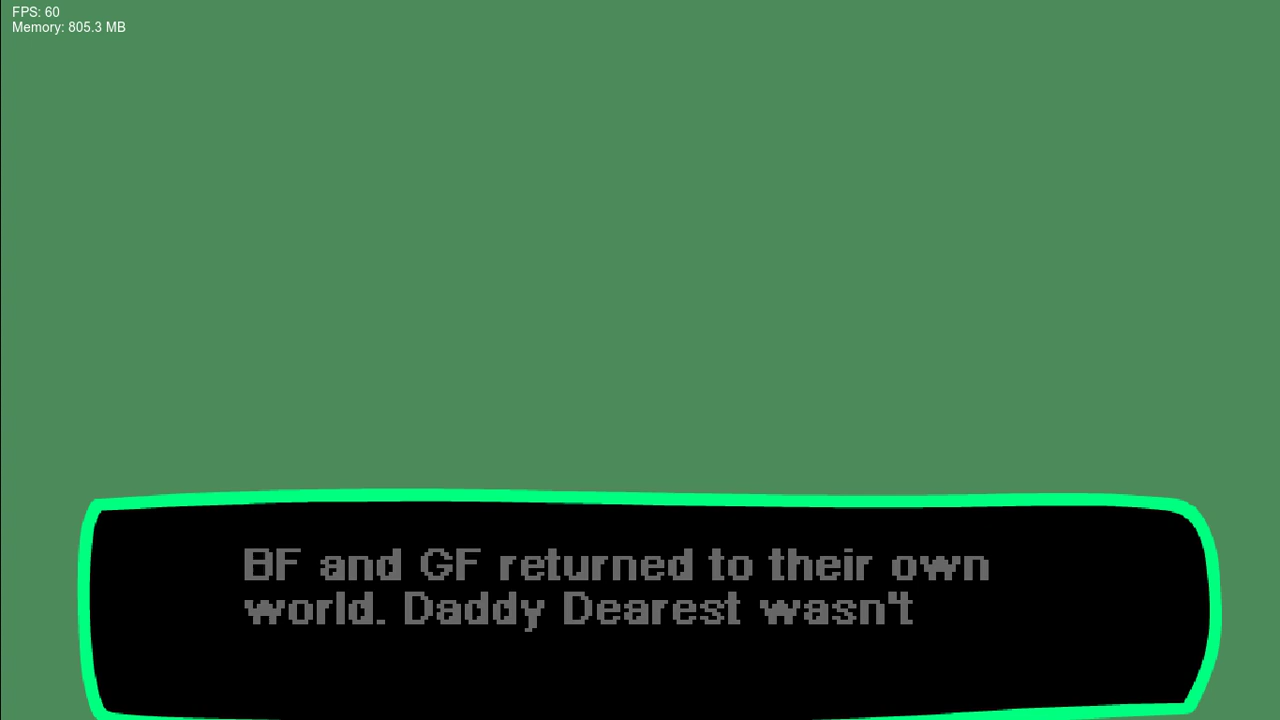 FPS: 60
Memory: 805.3 MB
BF and GF returned to their own
world. Daddy Dearest wasn't